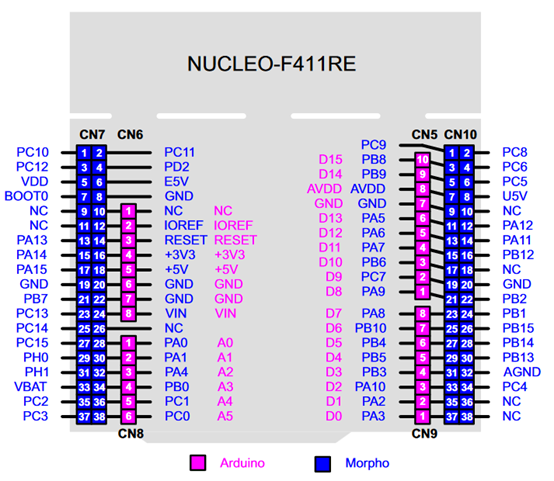 NUCLEO-F411RE
CN7 CN6 CN5 CN10
PC9
PC10 1 2 PC11 D15 PB8 10 1 2 PC8
PC12 3 4 PD2 D14 PB9 9 3 4 PC6
VDD 5 6 E5V AVDD AVDD 8 5 6 PC5
BOOT0 7 8 GND GND GND 7 7 8 U5V
NC 9 10 1 NC NC D13 PA5 6 9 10 NC
NC 11 12 2 IOREF IOREF D12 PA6 5 11 12 PA12
PA13 13 14 3 RESET RESET D11 PA7 4 13 14 PA11
PA14 15 16 4 +3V3 +3V3 D10 PB6 3 15 16 PB12
PA15 17 18 5 +5V +5V D9 PC7 2 17 18 NC
GND 19 20 6 GND GND D8 PA9 1 19 20 GND
PB7 21 22 7 GND GND 21 22 PB2
PC13 23 24 8 VIN VIN D7 PA8 8 23 24 PB1
PC14 25 26 NC D6 PB10 7 25 26 PB15
PC15 27 28 1 PA0 A0 D5 PB4 6 27 28 PB14
PH0 29 30 2 PA1 A1 D4 PB5 5 29 30 PB13
PH1 31 32 3 PA4 A2 D3 PB3 4 31 32 AGND
VBAT 33 34 4 PB0 A3 D2 PA10 3 33 34 PC4
PC2 35 36 5 PC1 A4 D1 PA2 2 35 36 NC
PC3 37 38 6 PC0 A5 D0 PA3 1 37 38 NC
CN8 CN9
Arduino Morpho